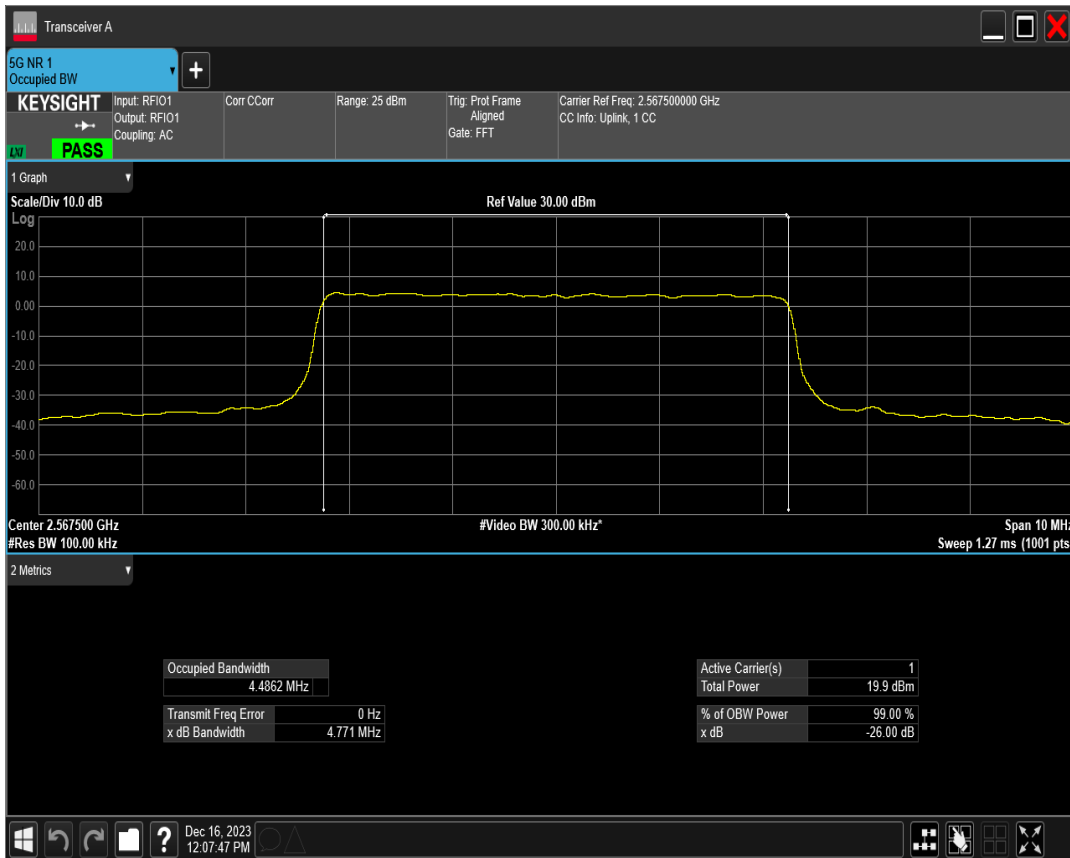 Transceiver A
5G NR 1
Occupied BW
KEYSIGHT
LXI
PASS
Input: RFIO1
Output: RFIO1
Coupling: AC
Corr CCorr
Range: 25 dBm
Trig: Prot Frame
Aligned
Gate: FFT
Carrier Ref Freq: 2.567500000 GHz
CC Info: Uplink, 1 CC
1 Graph
Scale/Div 10.0 dB
Ref Value 30.00 dBm
Log
20.0
10.0
0.00
-10.0
-20.0
-30.0
-40.0
-50.0
-60.0
Center 2.567500 GHz
#Video BW 300.00 kHz*
Span 10 MHz
#Res BW 100.00 kHz
Sweep 1.27 ms (1001 pts
2 Metrics
Occupied Bandwidth
4.4862 MHz
Transmit Freq Error 0 Hz
x dB Bandwidth 4.771 MHz
Active Carrier(s) 1
Total Power 19.9 dBm
% of OBW Power 99.00 %
x dB -26.00 dB
?
Dec 16, 2023
12:07:47 PM